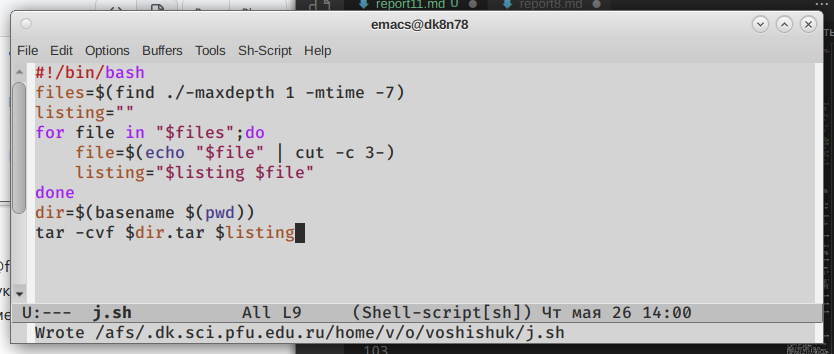 report11.md U
report8.md
emacs@dk8n78
File Edit Options Buffers Tools Sh-Script Help
#!/bin/bash
files=$(find ./-maxdepth 1 -mtime -7)
listing=""
for file in "$files";do
    file=$(echo "$file" | cut -c 3-)
    listing="$listing $file"
done
dir=$(basename $(pwd))
tar -cvf $dir.tar $listing
U:--- j.sh All L9 (Shell-script[sh]) Чт мая 26 14:00
Wrote /afs/.dk.sci.pfu.edu.ru/home/v/o/voshishuk/j.sh
103